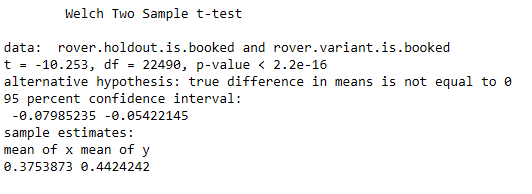 Welch Two Sample t-test
data:  rover.holdout.is.booked and rover.variant.is.booked
t = -10.253, df = 22490, p-value < 2.2e-16
alternative hypothesis: true difference in means is not equal to 0
95 percent confidence interval:
-0.07985235 -0.05422145
sample estimates:
mean of x mean of y
0.3753873 0.4424242